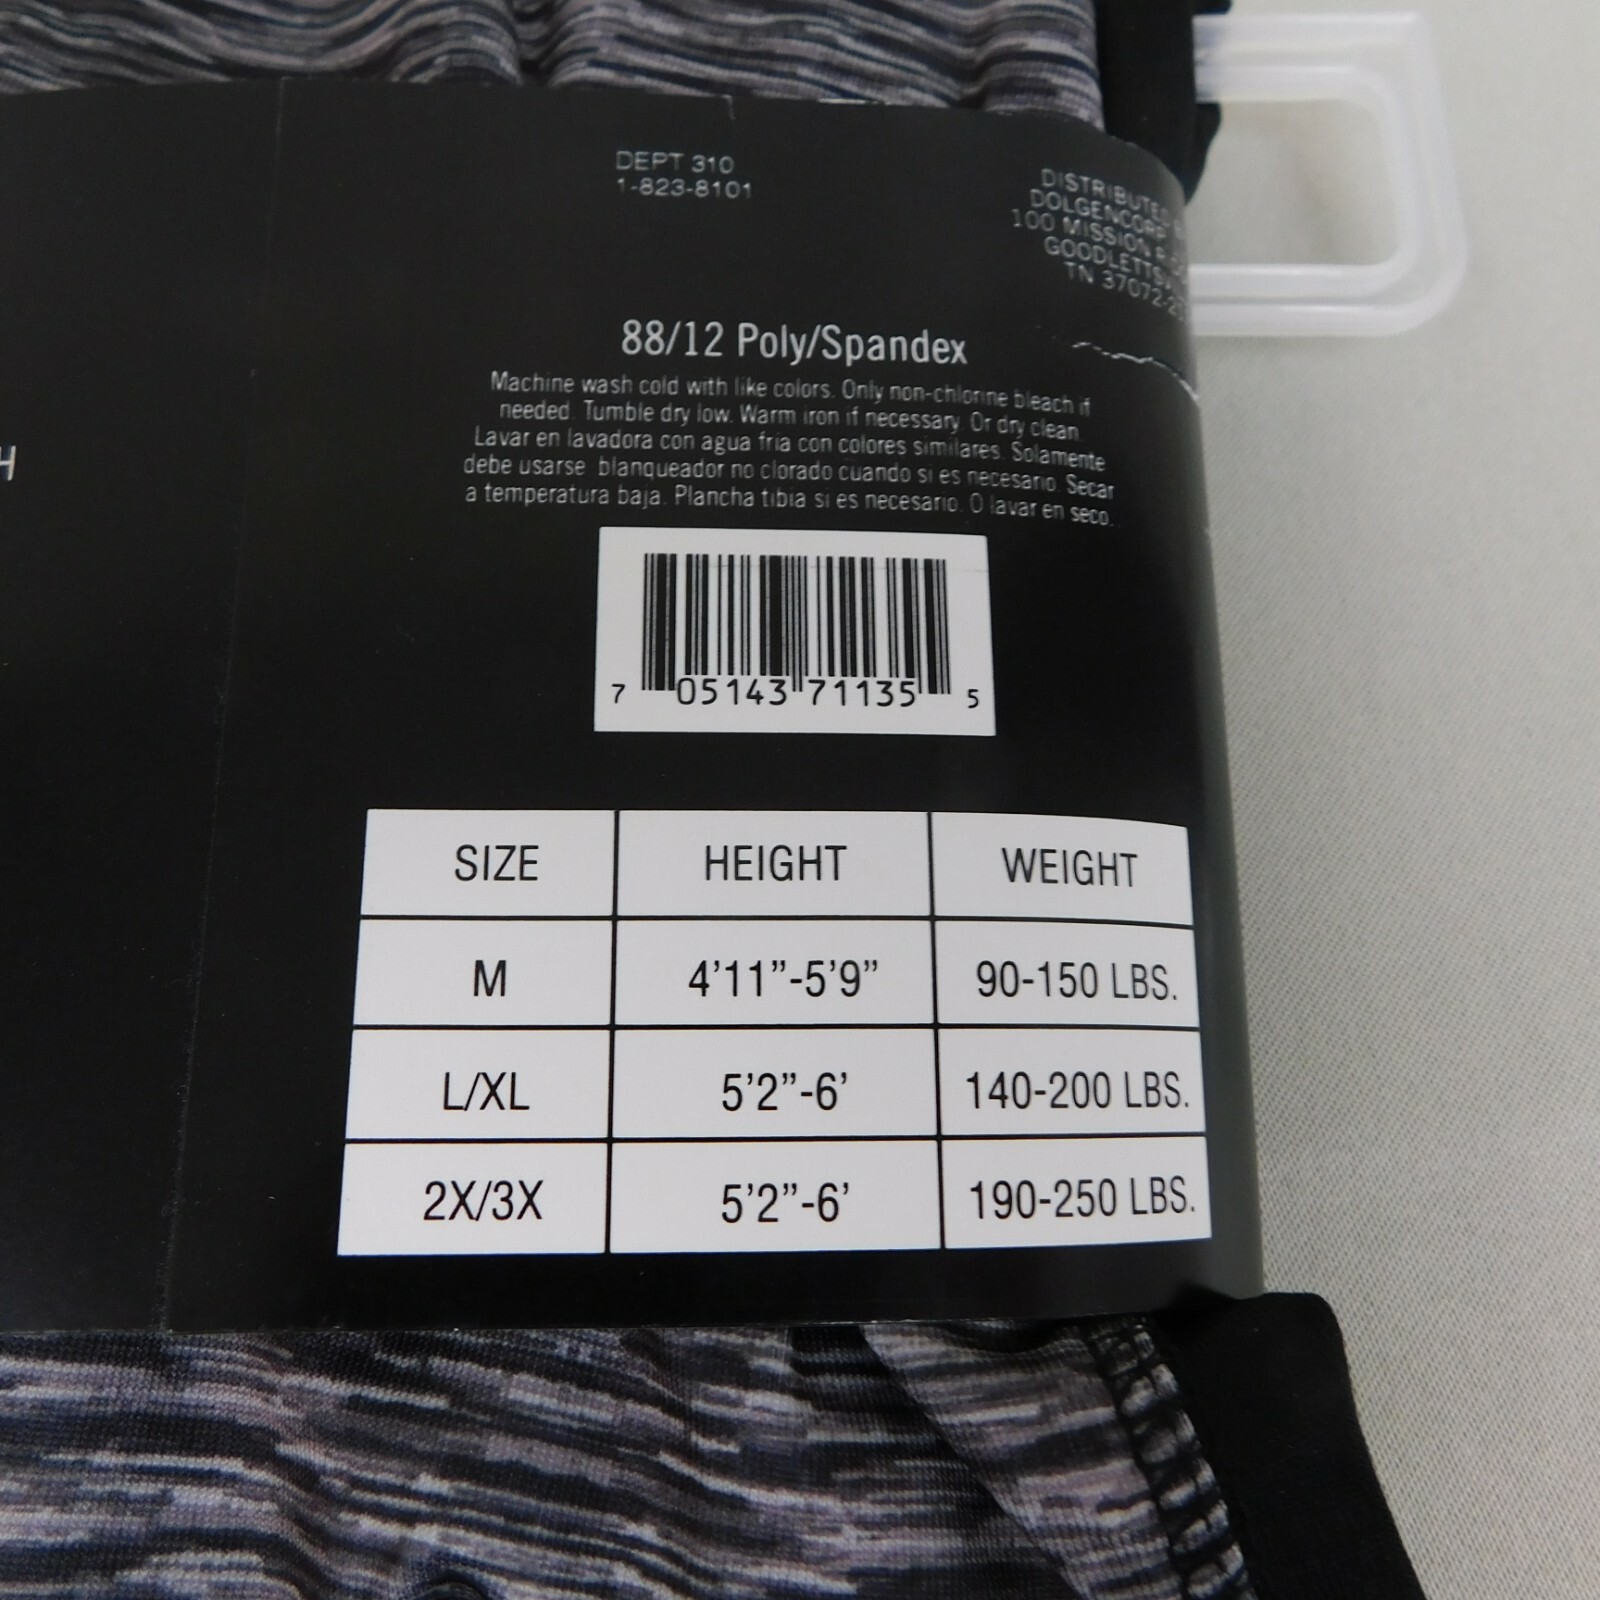 DEPT 310
1-823-8101
DISTRIBUTED
DOLGENCORP
100 MISSION
GOODLETTSV
TN 37072-2
H
88/12 Poly/Spandex
Machine wash cold with like colors. Only non-chlorine bleach if
needed. Tumble dry low. Warm iron if necessary. Or dry clean.
Lavar en lavadora con agua fria con colores similares. Solamente
debe usarse blanqueador no clorado cuando si es necesario. Secar
a temperatura baja. Plancha tibia si es necesario. O lavar en seco.
7 05143 71135 5
SIZE HEIGHT WEIGHT
M 4'11”-5'9” 90-150 LBS.
L/XL 5'2”-6' 140-200 LBS.
2X/3X 5'2”-6' 190-250 LBS.